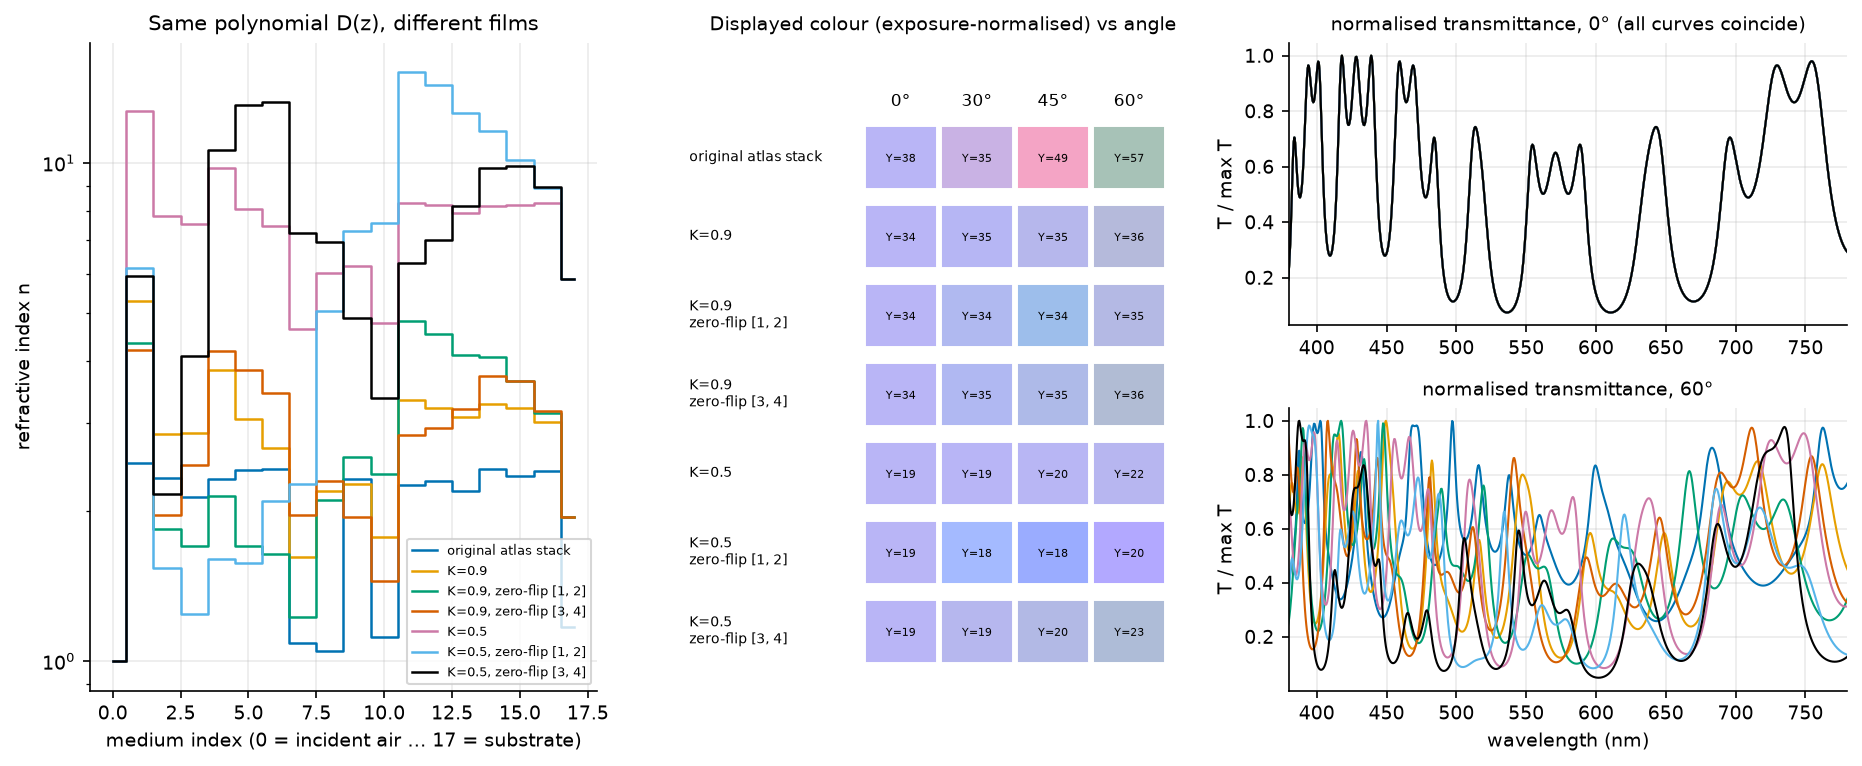 Same polynomial D(z), different films
refractive index n
10¹
10⁰
0.0 2.5 5.0 7.5 10.0 12.5 15.0 17.5
medium index (0 = incident air ... 17 = substrate)
original atlas stack
K=0.9
K=0.9, zero-flip [1, 2]
K=0.9, zero-flip [3, 4]
K=0.5
K=0.5, zero-flip [1, 2]
K=0.5, zero-flip [3, 4]
Displayed colour (exposure-normalised) vs angle
0° 30° 45° 60°
original atlas stack Y=38 Y=35 Y=49 Y=57
K=0.9 Y=34 Y=35 Y=35 Y=36
K=0.9
zero-flip [1, 2] Y=34 Y=34 Y=34 Y=35
K=0.9
zero-flip [3, 4] Y=34 Y=35 Y=35 Y=36
K=0.5 Y=19 Y=19 Y=20 Y=22
K=0.5
zero-flip [1, 2] Y=19 Y=18 Y=18 Y=20
K=0.5
zero-flip [3, 4] Y=19 Y=19 Y=20 Y=23
normalised transmittance, 0° (all curves coincide)
T / max T
1.0
0.8
0.6
0.4
0.2
400 450 500 550 600 650 700 750
normalised transmittance, 60°
T / max T
1.0
0.8
0.6
0.4
0.2
400 450 500 550 600 650 700 750
wavelength (nm)